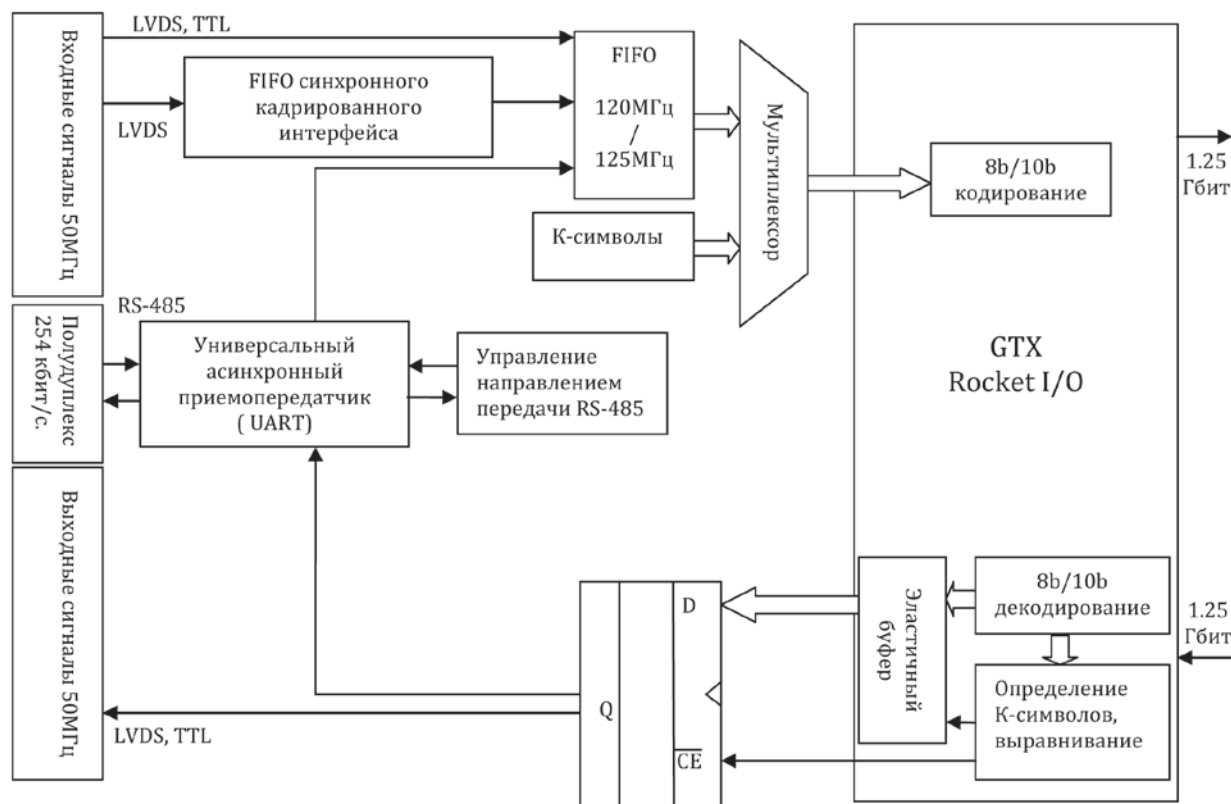 LVDS, TTL
Входные сигналы 50МГц
LVDS
FIFO синхронного
кадрированного
интерфейса
FIFO
120МГц
/
125МГц
К-символы
Мультиплексор
8b/10b
кодирование
1.25
Гбит
GTX
Rocket I/O
RS-485
Полудуплекс
254 кбит/с.
Универсальный
асинхронный
приемопередатчик
( UART)
Управление
направлением
передачи RS-485
Выходные сигналы 50МГц
LVDS, TTL
Q
D
CE
Эластичный
буфер
8b/10b
декодирование
Определение
К-символов,
выравнивание
1.25
Гбит